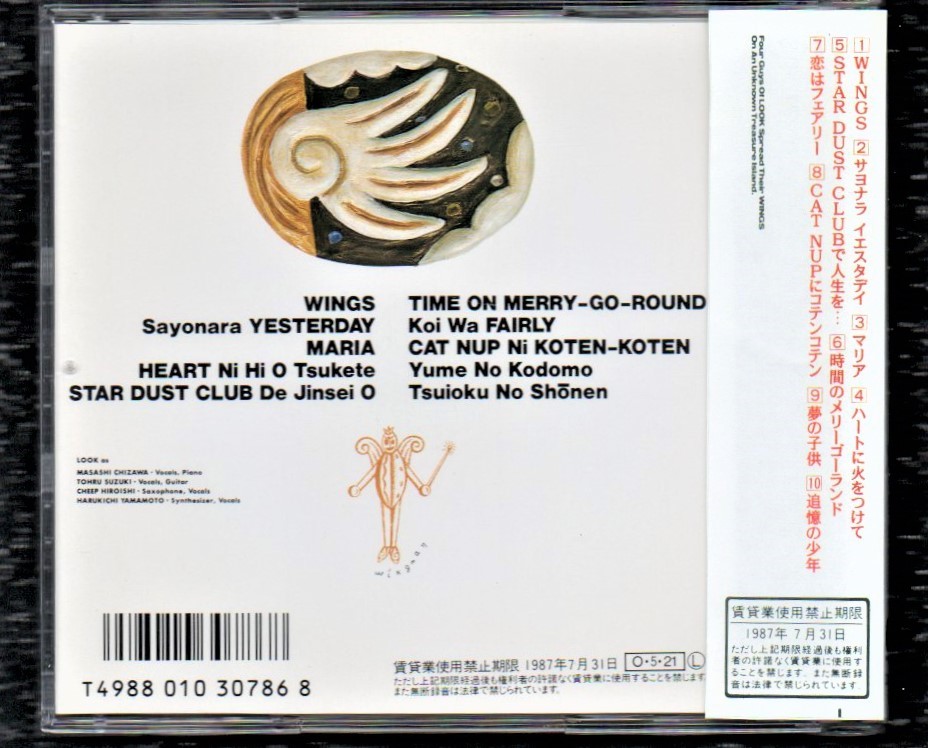 WINGS
Sayonara YESTERDAY
MARIA
HEART Ni Hi O Tsukete
STAR DUST CLUB De Jinsei O
TIME ON MERRY-GO-ROUND
Koi Wa FAIRLY
CAT NUP Ni KOTEN-KOTEN
Yume No Kodomo
Tsuioku No Shōnen
LOOK as
MASASHI CHIZAWA・Vocals, Piano
TOHRU SUZUKI・Vocals, Guitar
CHEEP HIROISHI・Saxophone, Vocals
HARUKICHI YAMAMOTO・Synthesizer, Vocals
wingman
T4988 010 30786 8
賃貸業使用禁止期限 1987年7月31日 O・5・21 L
ただし上記期限経過後も権利者の許諾なく賃貸業に使用することを禁じます
また無断録音は法律で禁じられています。
1 WINGS 2 サヨナラ イエスタデイ 3 マリア 4 ハートに火をつけて
5 STAR DUST CLUBで人生を… 6 時間のメリーゴーランド
7 恋はフェアリー 8 CAT NUPにコテンコテン 9 夢の子供 10 追憶の少年
Four Guys Of LOOK Spread Their WINGS
On An Unknown Treasure Island.
賃貸業使用禁止期限
1987年7月31日
ただし上記期限経過後も権利
者の許諾なく賃貸業に使用す
ることを禁じます。また無断録
音は法律で禁じられています。